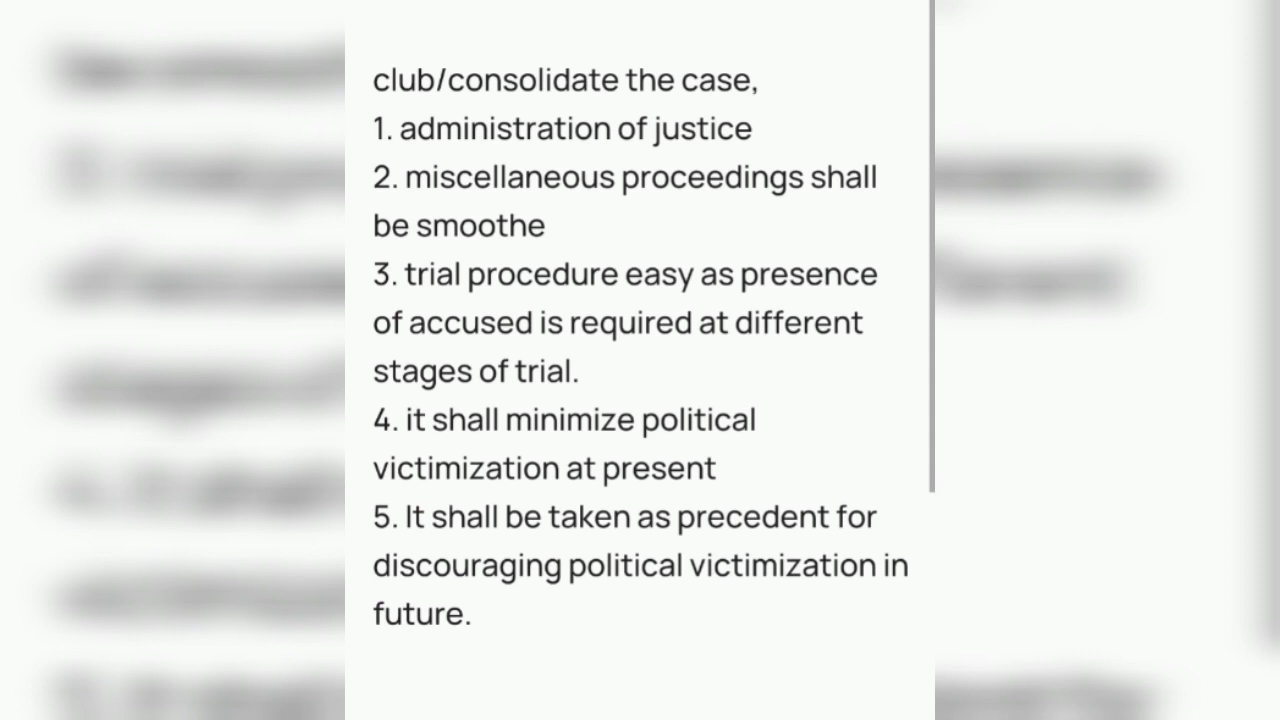 club/consolidate the case,
1. administration of justice
2. miscellaneous proceedings shall
be smoothe
3. trial procedure easy as presence
of accused is required at different
stages of trial.
4. it shall minimize political
victimization at present
5. It shall be taken as precedent for
discouraging political victimization in
future.